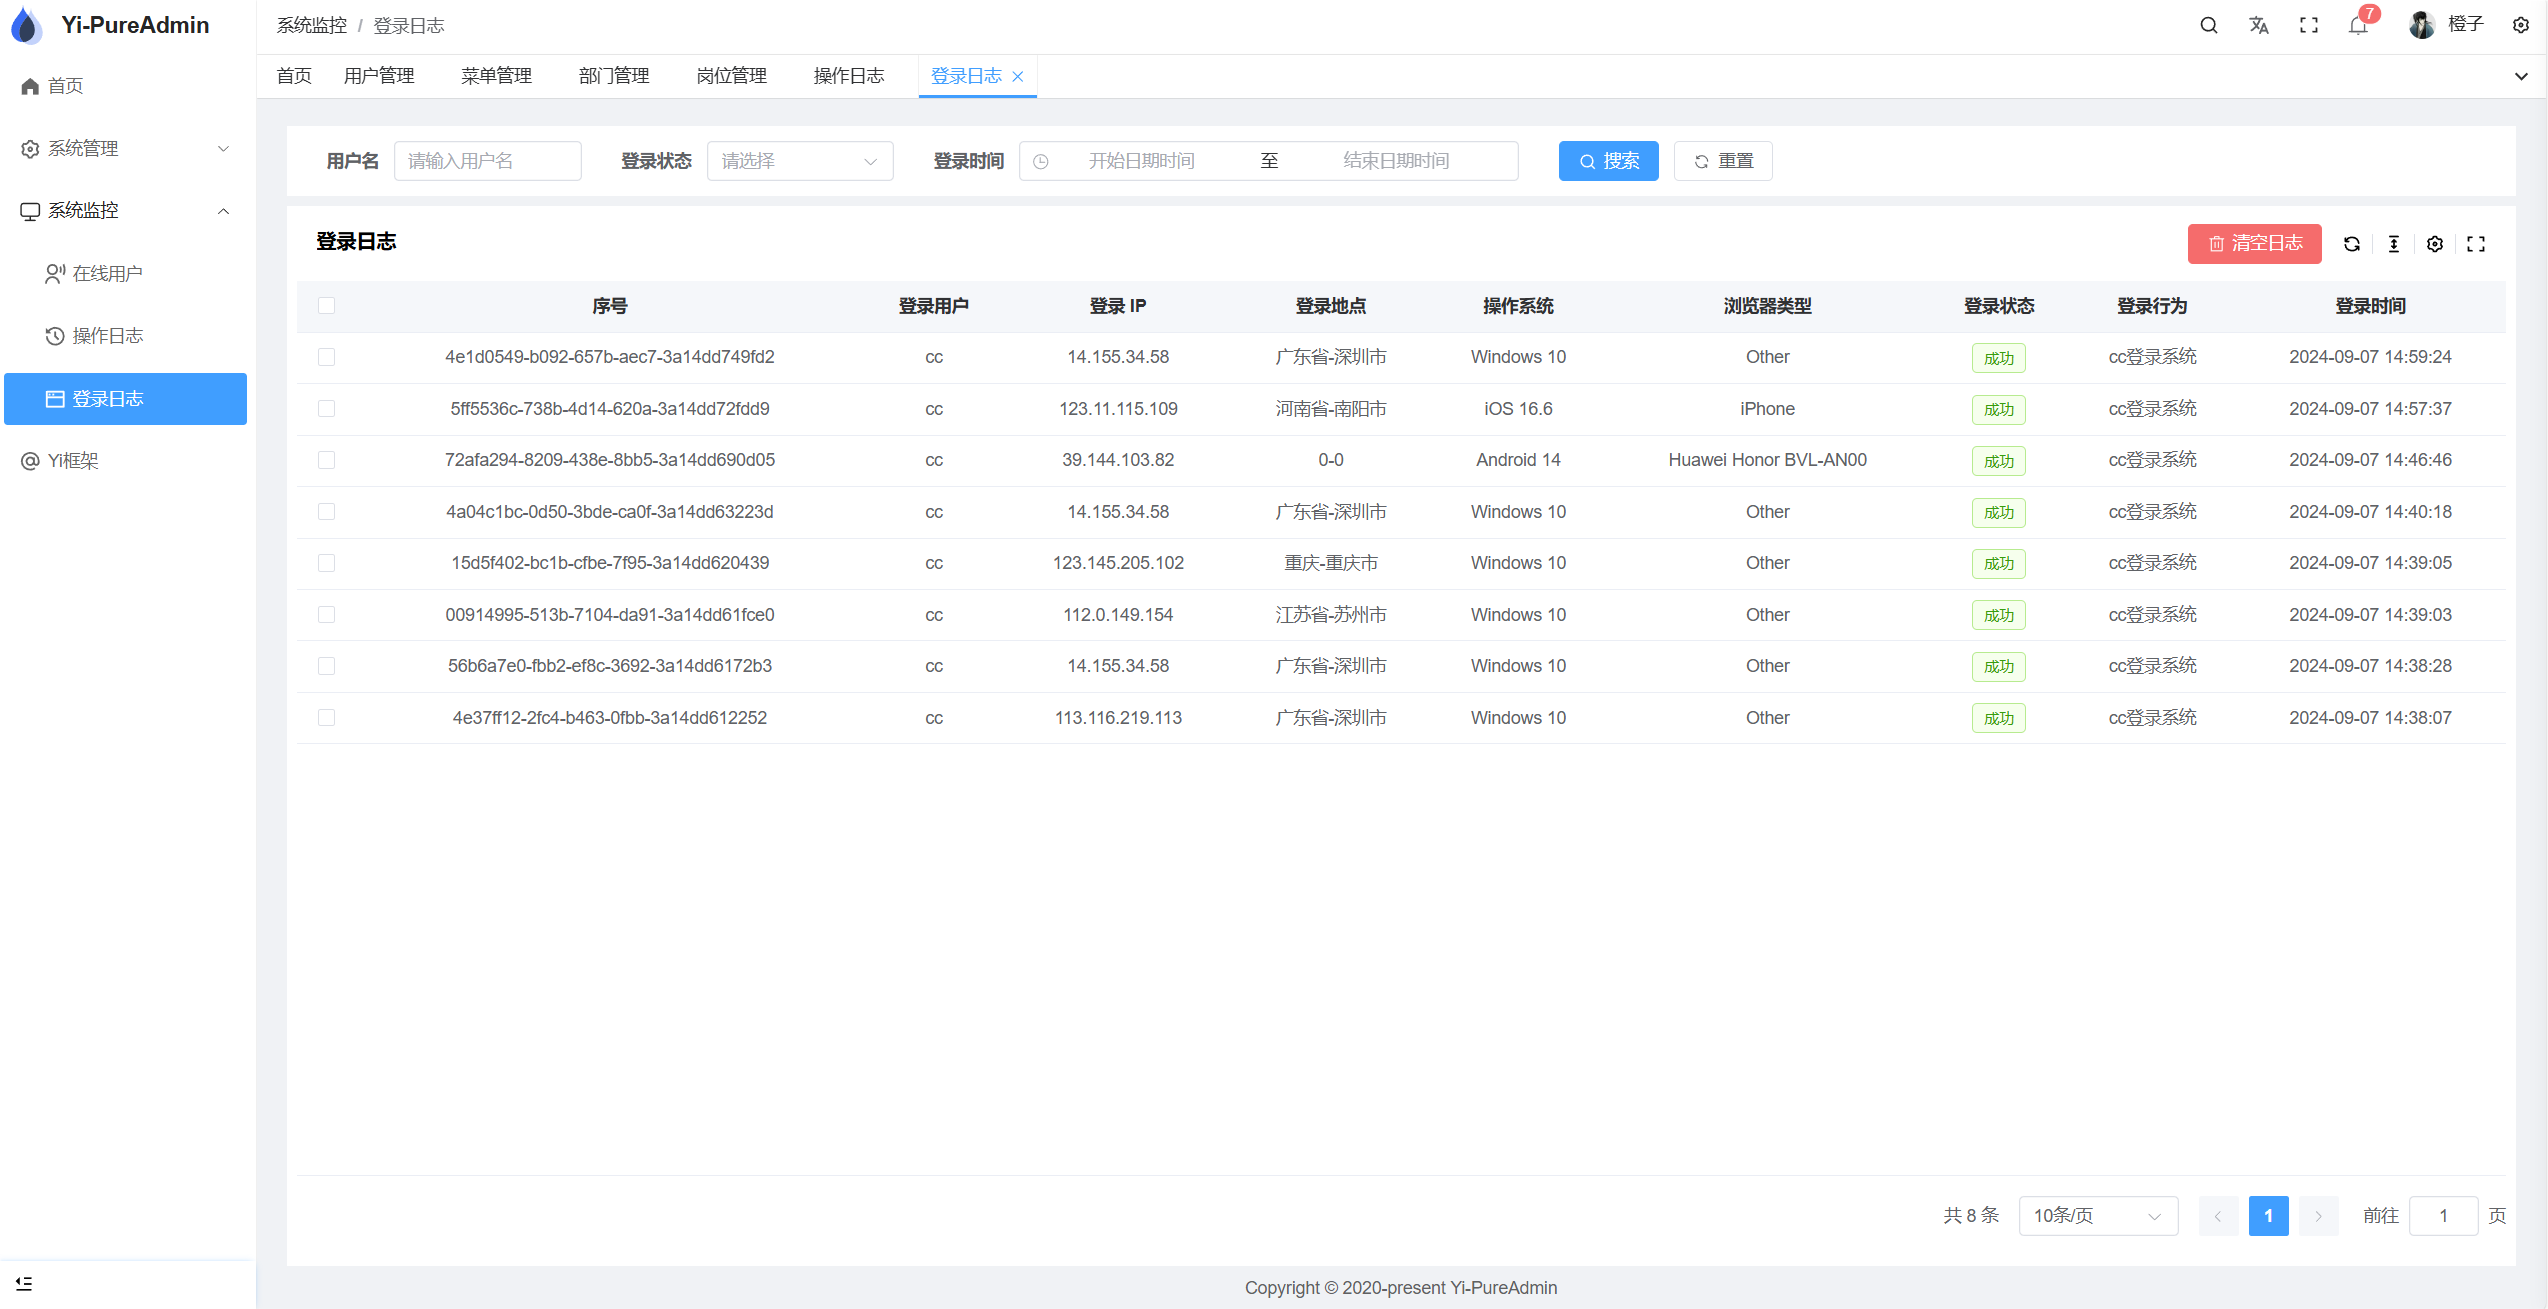 Yi-PureAdmin
首页
系统管理
系统监控
在线用户
操作日志
登录日志
Yi框架
系统监控 / 登录日志
7
橙子
首页 用户管理 菜单管理 部门管理 岗位管理 操作日志 登录日志
用户名 请输入用户名 登录状态 请选择 登录时间 开始日期时间 至 结束日期时间 搜索 重置
登录日志
清空日志
序号 登录用户 登录 IP 登录地点 操作系统 浏览器类型 登录状态 登录行为 登录时间
4e1d0549-b092-657b-aec7-3a14dd749fd2 cc 14.155.34.58 广东省-深圳市 Windows 10 Other 成功 cc登录系统 2024-09-07 14:59:24
5ff5536c-738b-4d14-620a-3a14dd72fdd9 cc 123.11.115.109 河南省-南阳市 iOS 16.6 iPhone 成功 cc登录系统 2024-09-07 14:57:37
72afa294-8209-438e-8bb5-3a14dd690d05 cc 39.144.103.82 0-0 Android 14 Huawei Honor BVL-AN00 成功 cc登录系统 2024-09-07 14:46:46
4a04c1bc-0d50-3bde-ca0f-3a14dd63223d cc 14.155.34.58 广东省-深圳市 Windows 10 Other 成功 cc登录系统 2024-09-07 14:40:18
15d5f402-bc1b-cfbe-7f95-3a14dd620439 cc 123.145.205.102 重庆-重庆市 Windows 10 Other 成功 cc登录系统 2024-09-07 14:39:05
00914995-513b-7104-da91-3a14dd61fce0 cc 112.0.149.154 江苏省-苏州市 Windows 10 Other 成功 cc登录系统 2024-09-07 14:39:03
56b6a7e0-fbb2-ef8c-3692-3a14dd6172b3 cc 14.155.34.58 广东省-深圳市 Windows 10 Other 成功 cc登录系统 2024-09-07 14:38:28
4e37ff12-2fc4-b463-0fbb-3a14dd612252 cc 113.116.219.113 广东省-深圳市 Windows 10 Other 成功 cc登录系统 2024-09-07 14:38:07
共 8 条 10条/页 1 前往 1 页
Copyright © 2020-present Yi-PureAdmin